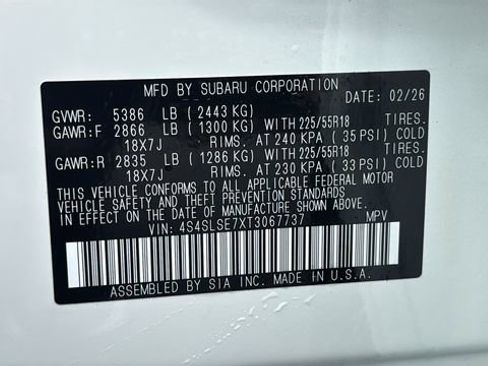 MFD BY SUBARU CORPORATION
DATE: 02/26
GVWR: 5386 LB ( 2443 KG)
GAWR:F 2866 LB ( 1300 KG) WITH 225/55R18 TIRES.
18X7J RIMS. AT 240 KPA ( 35 PSI) COLD
GAWR:R 2835 LB ( 1286 KG) WITH 225/55R18 TIRES.
18X7J RIMS. AT 230 KPA ( 33 PSI) COLD
THIS VEHICLE CONFORMS TO ALL APPLICABLE FEDERAL MOTOR
VEHICLE SAFETY AND THEFT PREVENTION STANDARDS
IN EFFECT ON THE DATE OF MANUFACTURE SHOWN ABOVE.
VIN: 4S4SLSE7XT3067737 MPV
ASSEMBLED BY SIA INC. MADE IN U.S.A.